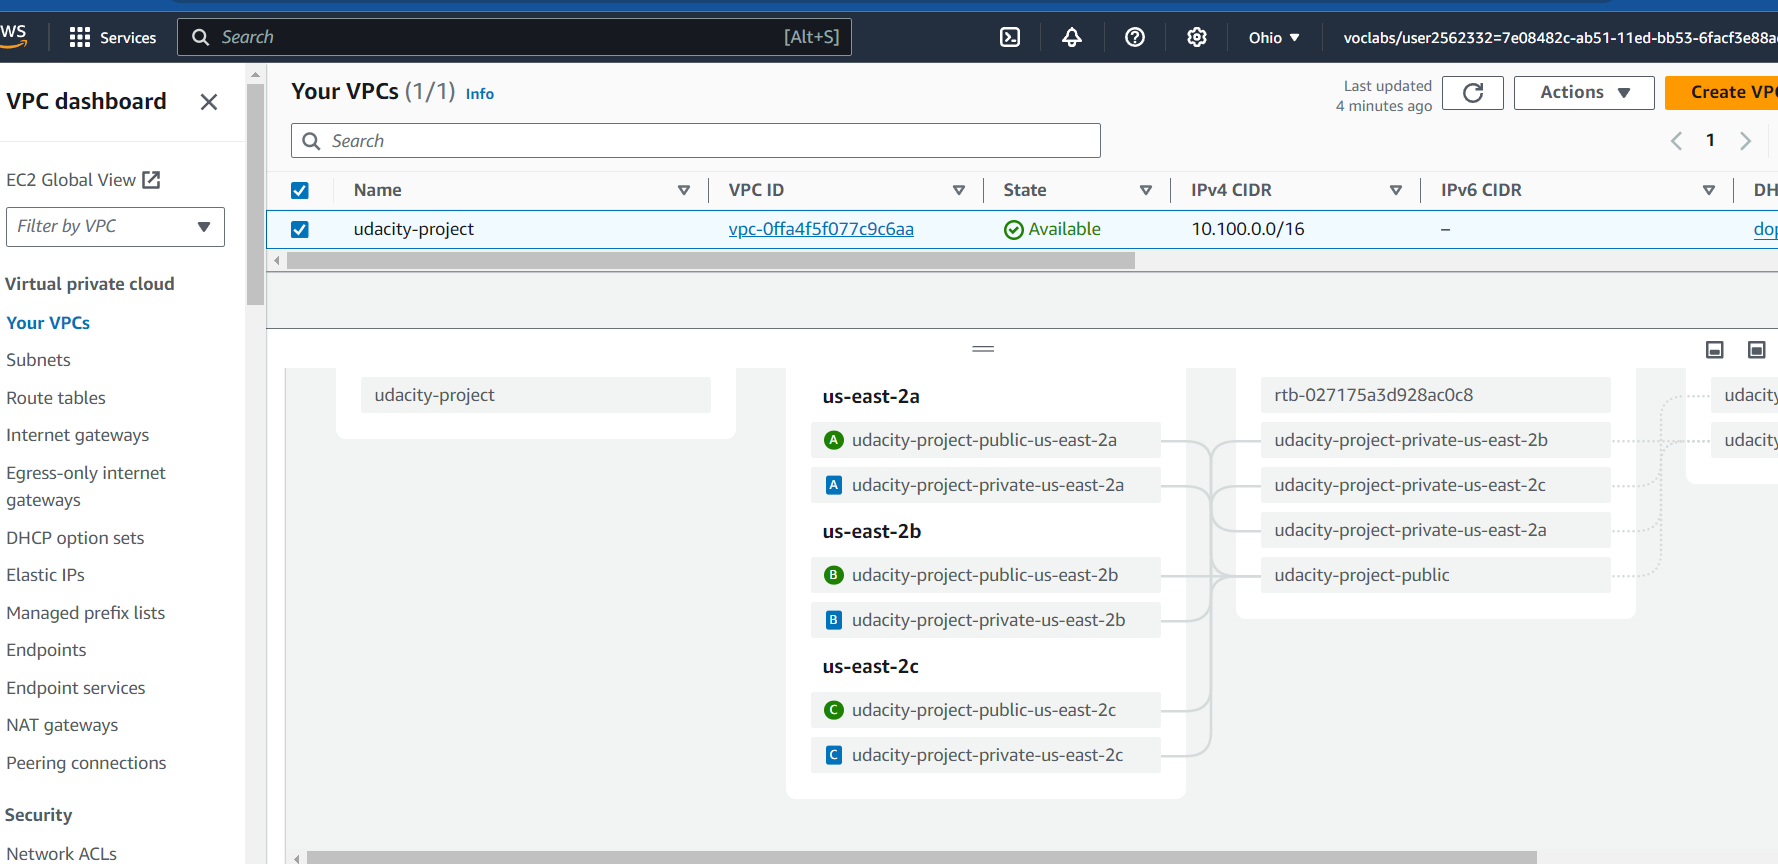 WS
Services
Search
[Alt+S]
Ohio
voclabs/user2562332=7e08482c-ab51-11ed-bb53-6facf3e88a
VPC dashboard
EC2 Global View
Filter by VPC
Virtual private cloud
Your VPCs
Subnets
Route tables
Internet gateways
Egress-only internet
gateways
DHCP option sets
Elastic IPs
Managed prefix lists
Endpoints
Endpoint services
NAT gateways
Peering connections
Security
Network ACLs
Your VPCs (1/1) Info
Last updated
4 minutes ago
Actions
Create VPC
Search
1
Name
VPC ID
State
IPv4 CIDR
IPv6 CIDR
DH
udacity-project
vpc-0ffa4f5f077c9c6aa
Available
10.100.0.0/16
–
dop
udacity-project
us-east-2a
A udacity-project-public-us-east-2a
A udacity-project-private-us-east-2a
us-east-2b
B udacity-project-public-us-east-2b
B udacity-project-private-us-east-2b
us-east-2c
C udacity-project-public-us-east-2c
C udacity-project-private-us-east-2c
rtb-027175a3d928ac0c8
udacity-project-private-us-east-2b
udacity-project-private-us-east-2c
udacity-project-private-us-east-2a
udacity-project-public
udacity
udacity